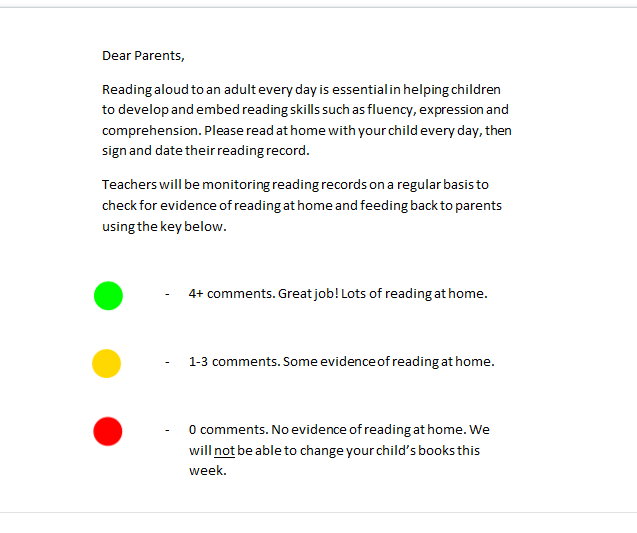 Dear Parents,
Reading aloud to an adult every day is essential in helping children
to develop and embed reading skills such as fluency, expression and
comprehension. Please read at home with your child every day, then
sign and date their reading record.
Teachers will be monitoring reading records on a regular basis to
check for evidence of reading at home and feeding back to parents
using the key below.
- 4+ comments. Great job! Lots of reading at home.
- 1-3 comments. Some evidence of reading at home.
- 0 comments. No evidence of reading at home. We
will not be able to change your child's books this
week.